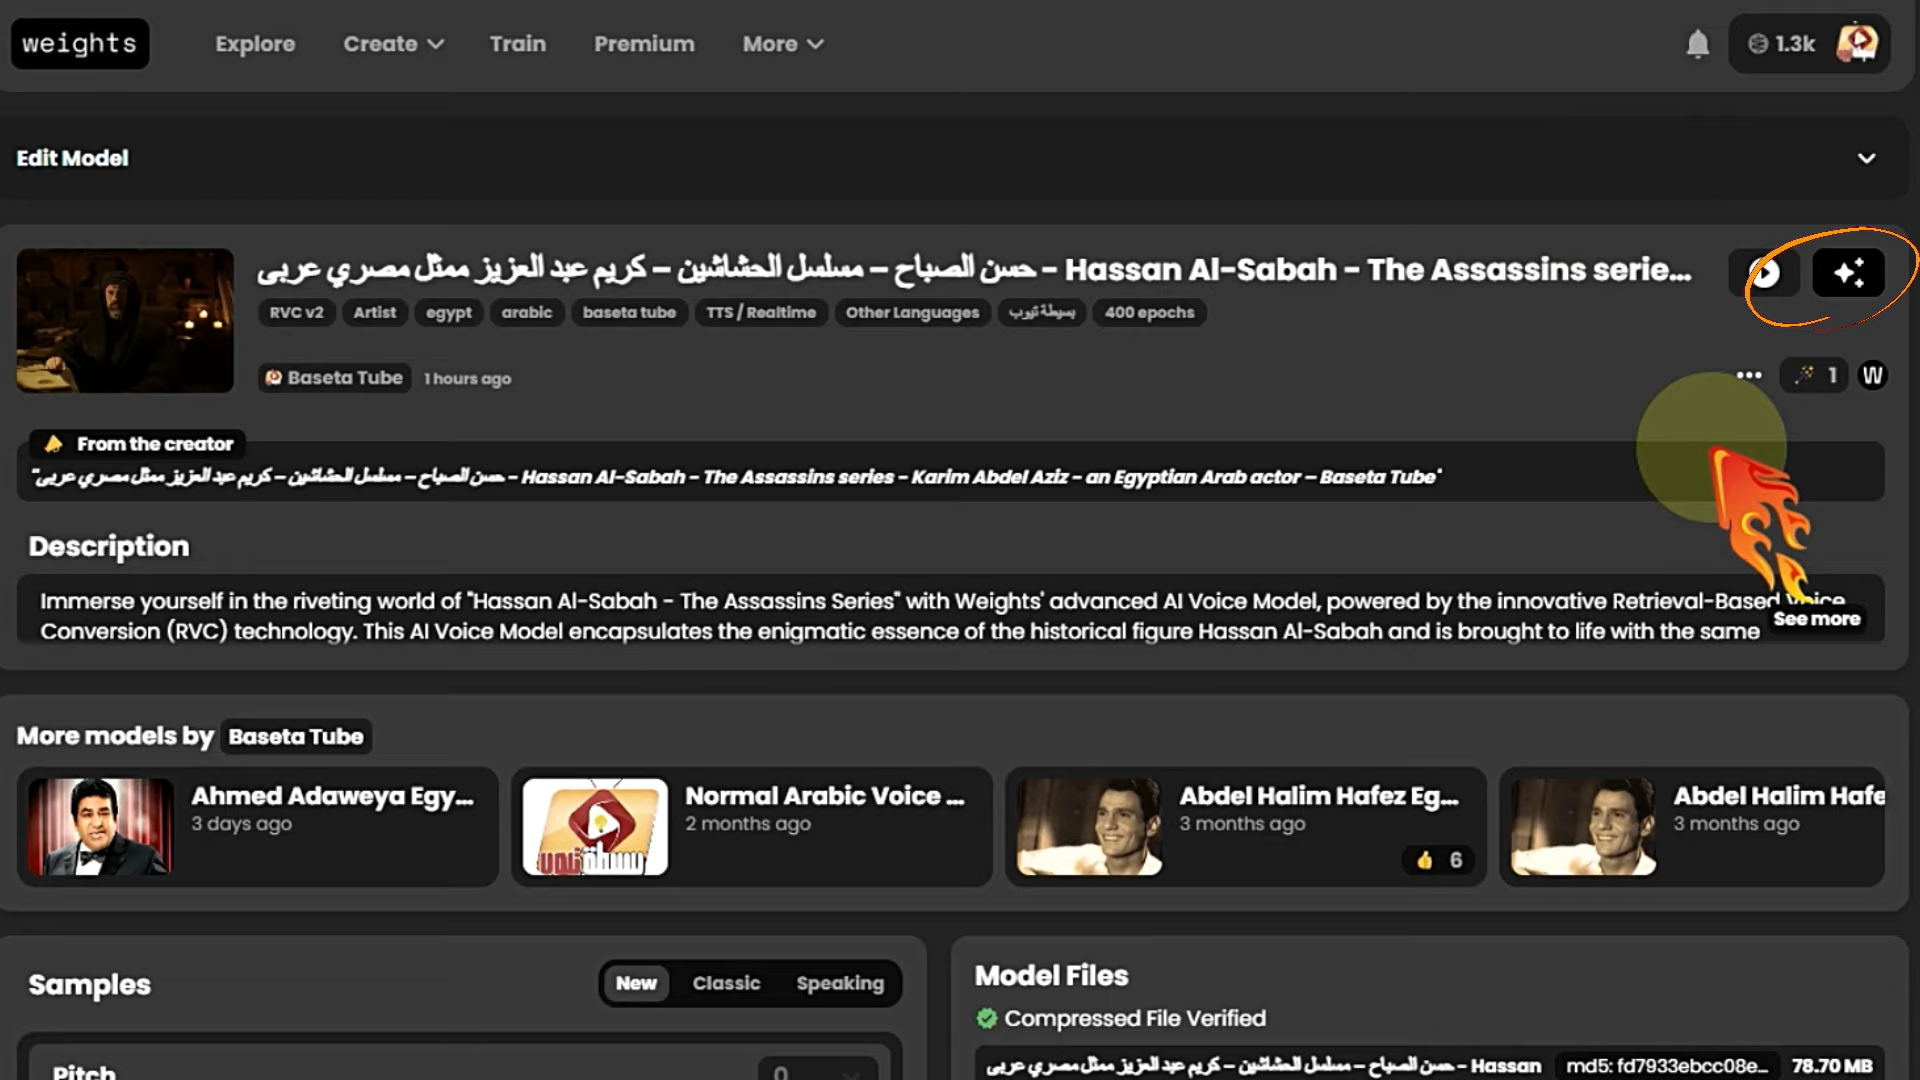 weights
Explore
Create
Train
Premium
More
1.3k
Edit Model
حسن الصباح – مسلسل الحشاشين – كريم عبد العزيز ممثل مصري عربى – Hassan Al-Sabah - The Assassins serie...
RVC v2
Artist
egypt
arabic
baseta tube
TTS / Realtime
Other Languages
بسيطة تيوب
400 epochs
Baseta Tube
1 hours ago
1
W
From the creator
"حسن الصباح – مسلسل الحشاشين – كريم عبد العزيز ممثل مصري عربى – Hassan Al-Sabah - The Assassins series - Karim Abdel Aziz - an Egyptian Arab actor – Baseta Tube"
Description
Immerse yourself in the riveting world of "Hassan Al-Sabah - The Assassins Series" with Weights' advanced AI Voice Model, powered by the innovative Retrieval-Based Voice
Conversion (RVC) technology. This AI Voice Model encapsulates the enigmatic essence of the historical figure Hassan Al-Sabah and is brought to life with the same
See more
More models by Baseta Tube
Ahmed Adaweya Egy...
3 days ago
بسيطة تيوب
Normal Arabic Voice ...
2 months ago
Abdel Halim Hafez Eg...
3 months ago
6
Abdel Halim Hafe
3 months ago
Samples
New
Classic
Speaking
Pitch
0
Model Files
Compressed File Verified
حسن الصباح – مسلسل الحشاشين – كريم عبد العزيز ممثل مصري عربى – Hassan
md5: fd7933ebcc08e...
78.70 MB